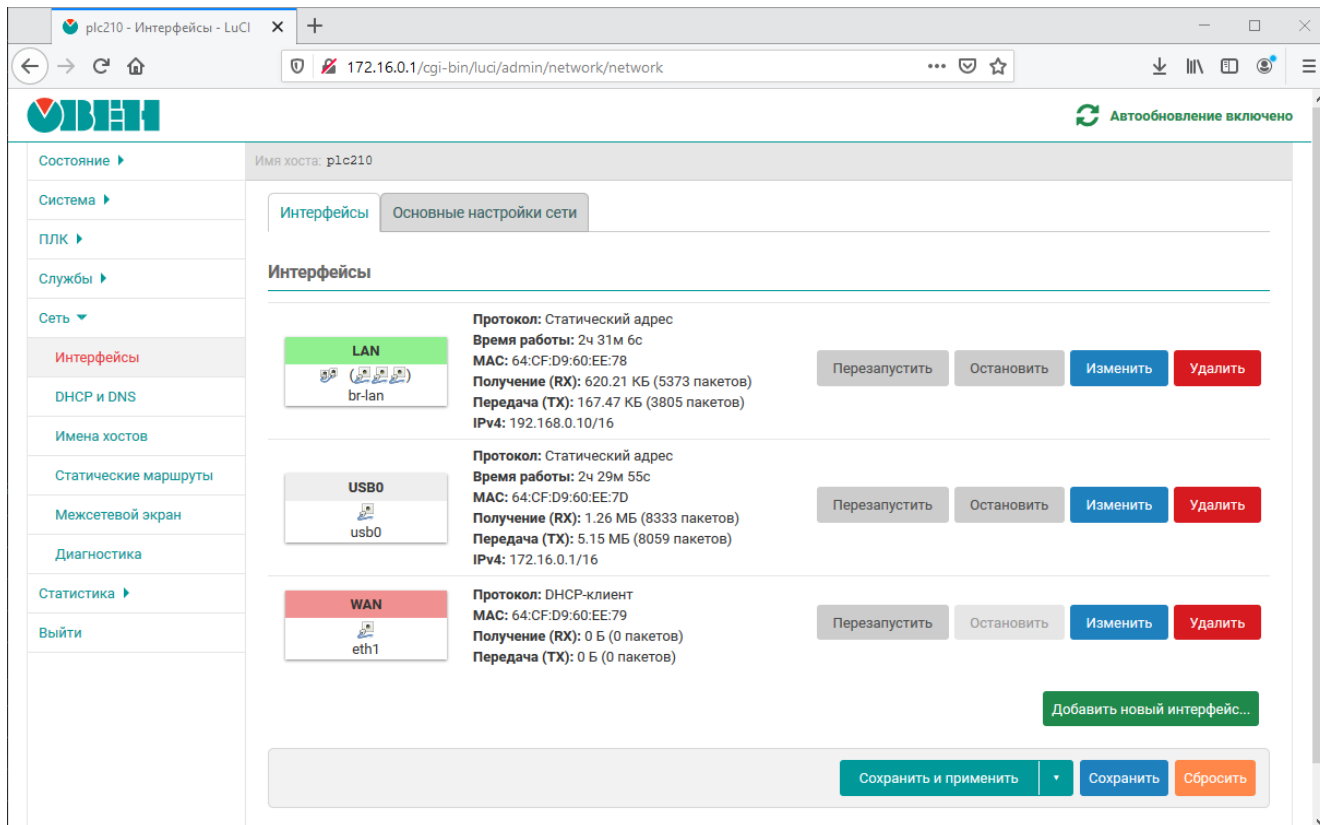 plc210 - Интерфейсы - LuCI
172.16.0.1/cgi-bin/luci/admin/network/network
ОВЕН
Автообновление включено
Состояние
Имя хоста: plc210
Система
Интерфейсы
Основные настройки сети
ПЛК
Службы
Интерфейсы
Сеть
Интерфейсы
DHCP и DNS
Имена хостов
Статические маршруты
Межсетевой экран
Диагностика
Статистика
Выйти
LAN
br-lan
Протокол: Статический адрес
Время работы: 2ч 31м 6с
MAC: 64:CF:D9:60:EE:78
Получение (RX): 620.21 КБ (5373 пакетов)
Передача (TX): 167.47 КБ (3805 пакетов)
IPv4: 192.168.0.10/16
Перезапустить
Остановить
Изменить
Удалить
USB0
usb0
Протокол: Статический адрес
Время работы: 2ч 29м 55с
MAC: 64:CF:D9:60:EE:7D
Получение (RX): 1.26 МБ (8333 пакетов)
Передача (TX): 5.15 МБ (8059 пакетов)
IPv4: 172.16.0.1/16
Перезапустить
Остановить
Изменить
Удалить
WAN
eth1
Протокол: DHCP-клиент
MAC: 64:CF:D9:60:EE:79
Получение (RX): 0 Б (0 пакетов)
Передача (TX): 0 Б (0 пакетов)
Перезапустить
Остановить
Изменить
Удалить
Добавить новый интерфейс...
Сохранить и применить
Сохранить
Сбросить